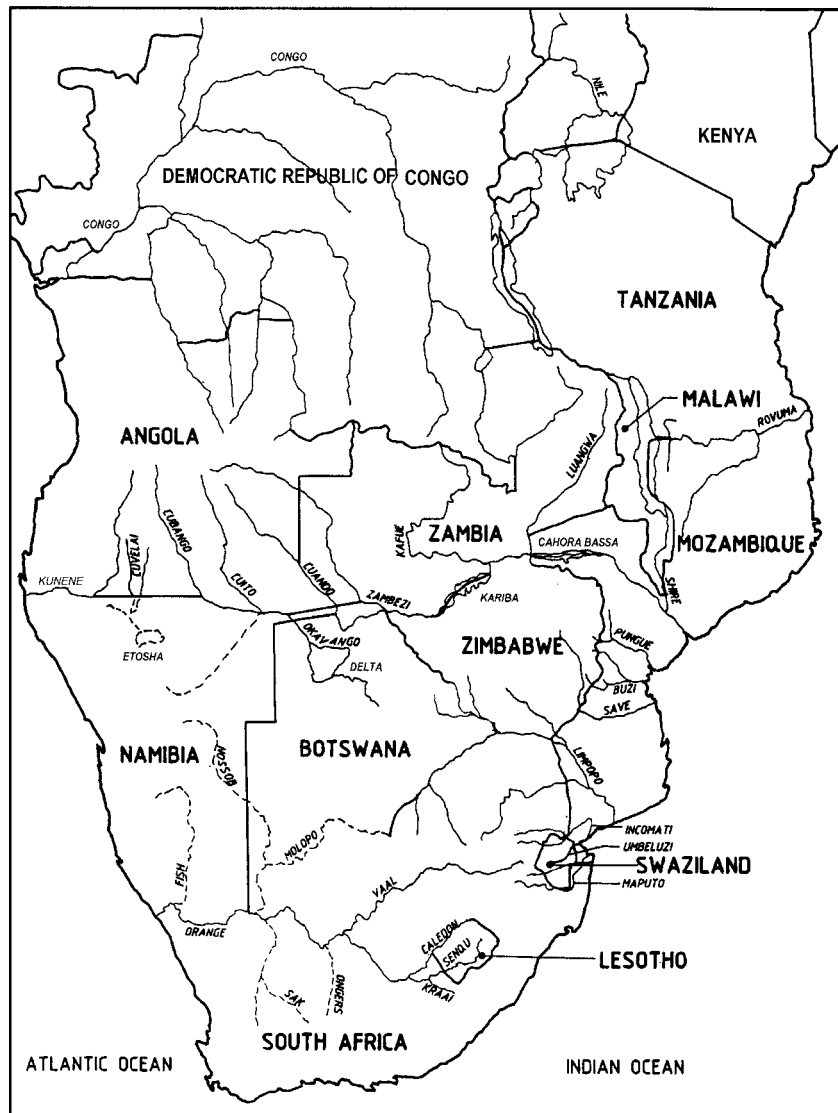 CONGO
NILE
KENYA
DEMOCRATIC REPUBLIC OF CONGO
CONGO
TANZANIA
MALAWI
ROVUMA
ANGOLA
LUANGWA
CUVELAI
CUBANGO
KAFUE
ZAMBIA
CAHORA BASSA
MOZAMBIQUE
KUNENE
CUITO
CUANDO
ZAMBEZI
KARIBA
SHIRE
OKAVANGO
ETOSHA
DELTA
ZIMBABWE
PUNGUE
BUZI
SAVE
NAMIBIA
NOSSOB
BOTSWANA
LIMPOPO
MOLOPO
INCOMATI
UMBELUZI
SWAZILAND
MAPUTO
FISH
VAAL
ORANGE
CALEDON
SENQU
LESOTHO
KRAAI
SAK
ONGERS
SOUTH AFRICA
ATLANTIC OCEAN
INDIAN OCEAN